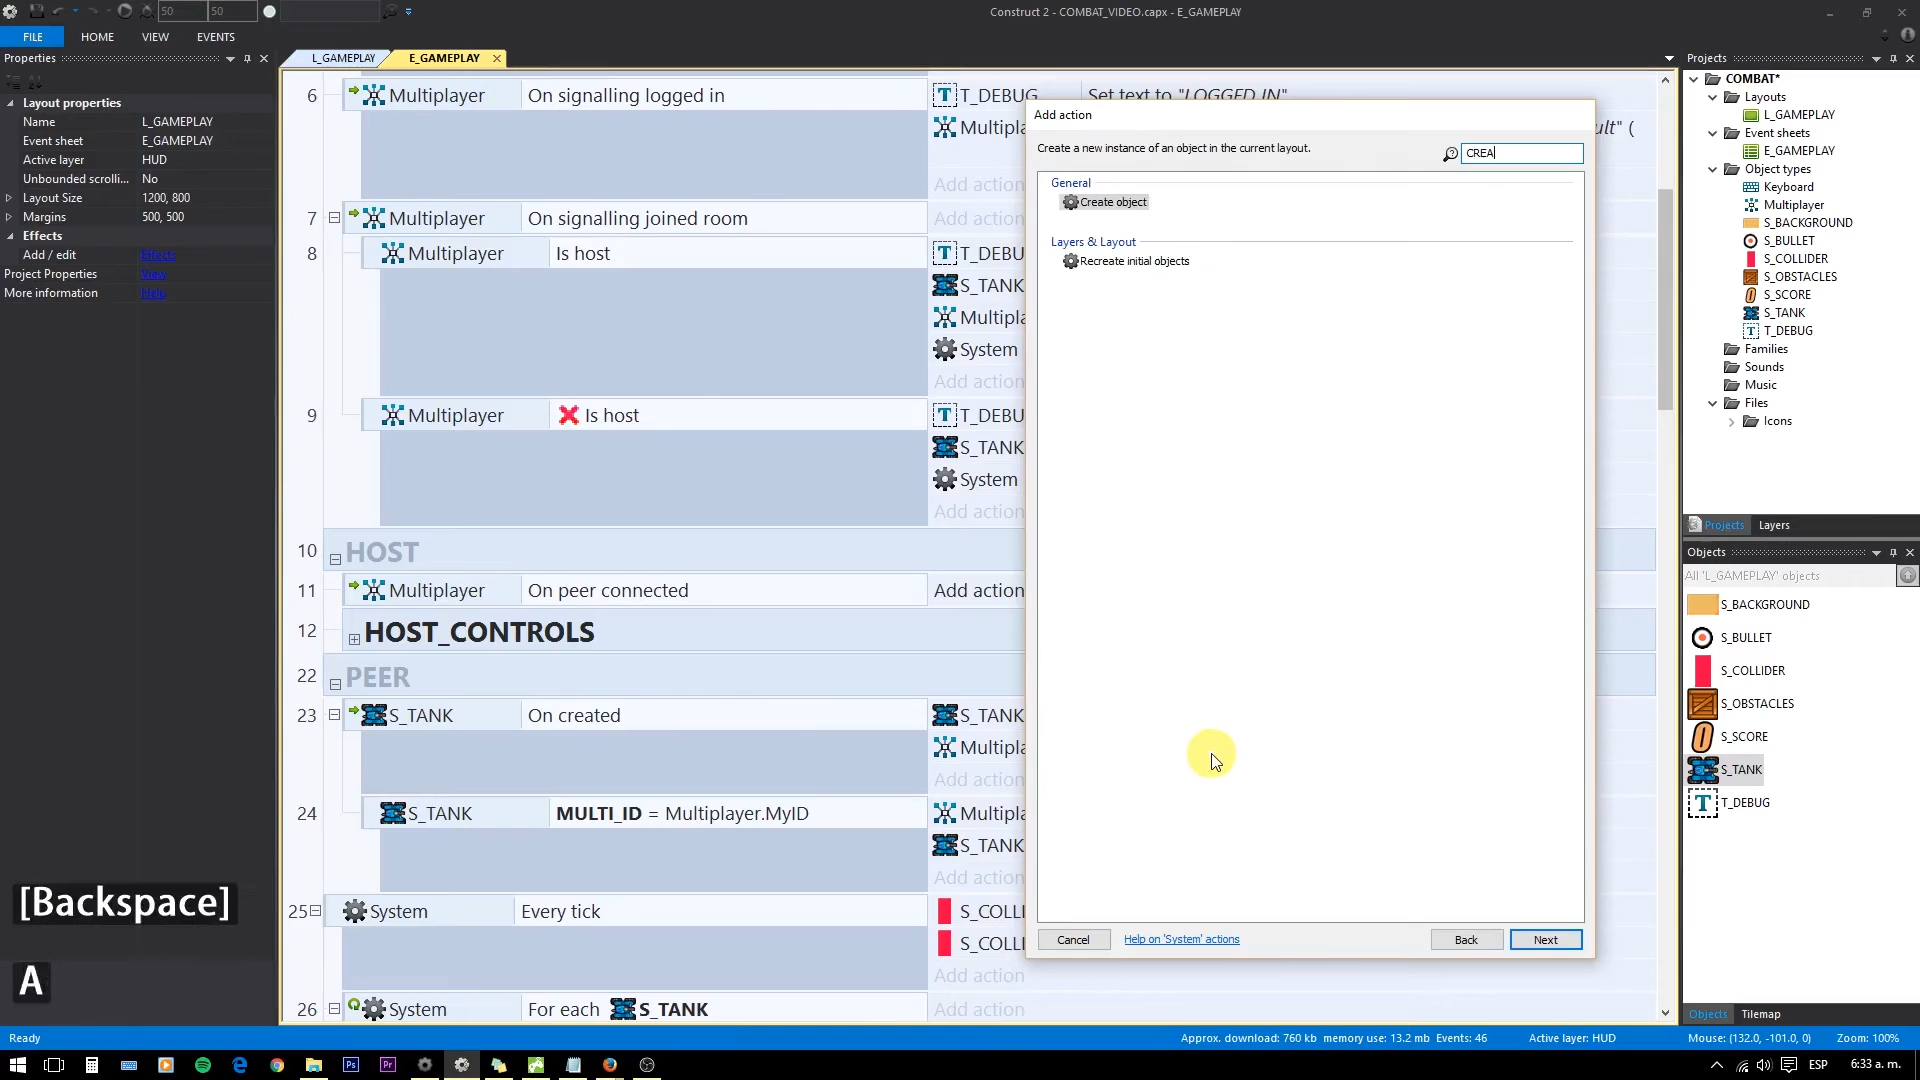 50
50
Construct 2 - COMBAT_VIDEO.capx - E_GAMEPLAY
FILE
HOME
VIEW
EVENTS
Properties
Layout properties
Name L_GAMEPLAY
Event sheet E_GAMEPLAY
Active layer HUD
Unbounded scrolli... No
Layout Size 1200, 800
Margins 500, 500
Effects
Add / edit Effects
Project Properties View
More information Help
L_GAMEPLAY
E_GAMEPLAY
6 Multiplayer On signalling logged in T_DEBUG Set text to "LOGGED IN"
Multipla ult" (
Add action
7 Multiplayer On signalling joined room Add action
8 Multiplayer Is host T_DEBU
S_TANK
Multipla
System
Add action
9 Multiplayer Is host T_DEBU
S_TANK
System
Add action
10 HOST
11 Multiplayer On peer connected Add action
12 HOST_CONTROLS
22 PEER
23 S_TANK On created S_TANK
Multipla
Add action
24 S_TANK MULTI_ID = Multiplayer.MyID Multipla
S_TANK
Add action
25 System Every tick S_COLLI
S_COLLI
Add action
26 System For each S_TANK Add action
Add action
Create a new instance of an object in the current layout.
CREA
General
Create object
Layers & Layout
Recreate initial objects
Cancel
Help on 'System' actions
Back
Next
Projects
COMBAT*
Layouts
L_GAMEPLAY
Event sheets
E_GAMEPLAY
Object types
Keyboard
Multiplayer
S_BACKGROUND
S_BULLET
S_COLLIDER
S_OBSTACLES
S_SCORE
S_TANK
T_DEBUG
Families
Sounds
Music
Files
Icons
Projects
Layers
Objects
All 'L_GAMEPLAY' objects
S_BACKGROUND
S_BULLET
S_COLLIDER
S_OBSTACLES
S_SCORE
S_TANK
T_DEBUG
Objects
Tilemap
[Backspace]
A
Ready
Approx. download: 760 kb memory use: 13.2 mb Events: 46
Active layer: HUD
Mouse: (132.0, -101.0, 0)
Zoom: 100%
ESP
6:33 a. m.